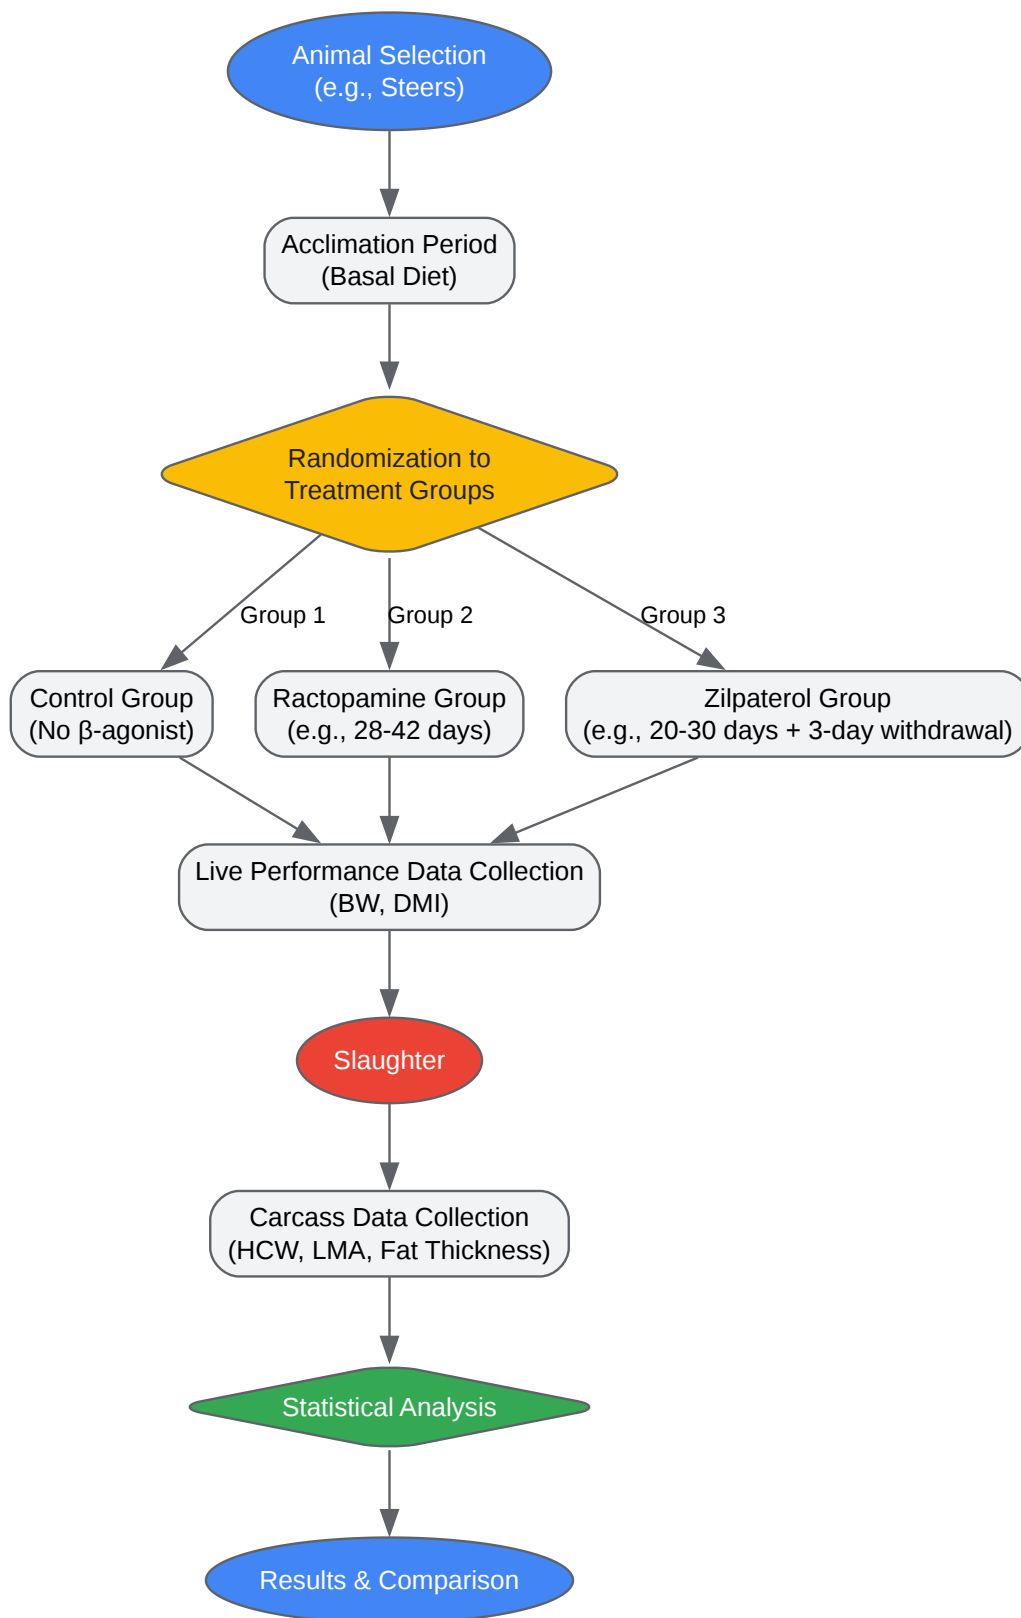 Animal Selection
(e.g., Steers)
Acclimation Period
(Basal Diet)
Randomization to
Treatment Groups
Group 1
Group 2
Group 3
Control Group
(No β-agonist)
Ractopamine Group
(e.g., 28-42 days)
Zilpaterol Group
(e.g., 20-30 days + 3-day withdrawal)
Live Performance Data Collection
(BW, DMI)
Slaughter
Carcass Data Collection
(HCW, LMA, Fat Thickness)
Statistical Analysis
Results & Comparison